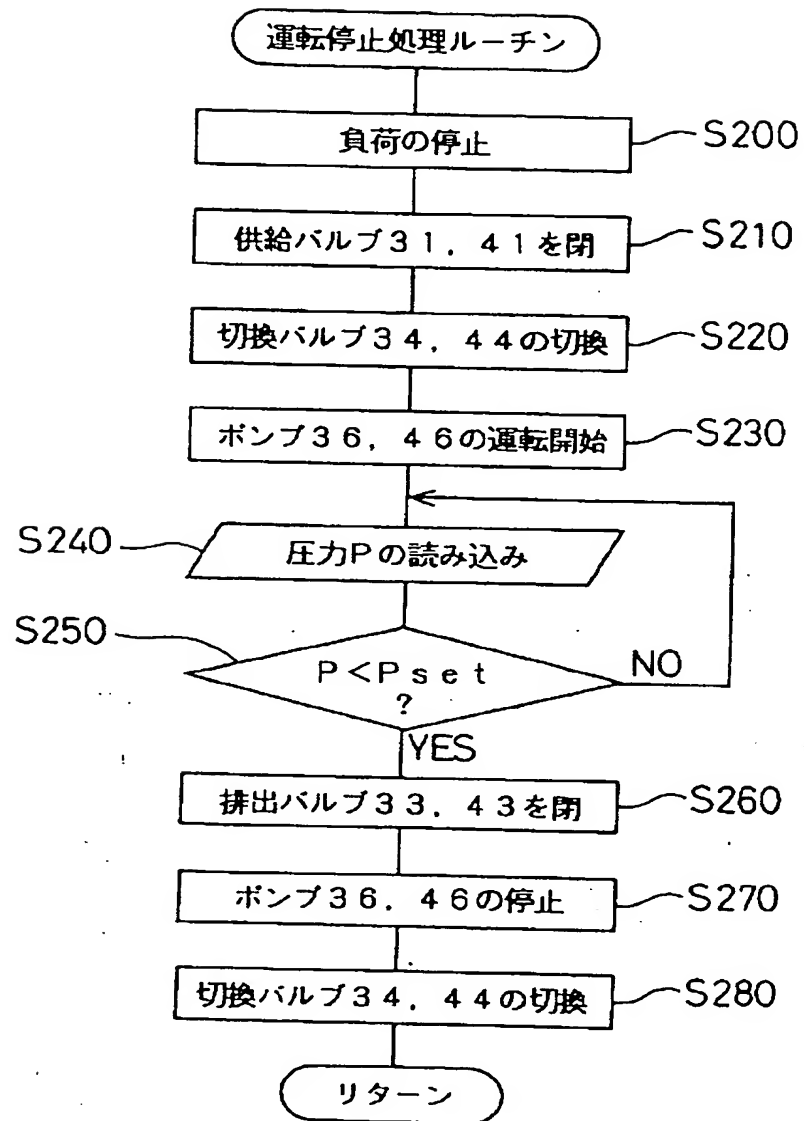 運転停止処理ルーチン
負荷の停止
S200
供給バルブ31，41を閉
S210
切換バルブ34，44の切換
S220
ポンプ36，46の運転開始
S230
S240
圧力Pの読み込み
S250
P<Pset
?
NO
YES
排出バルブ33，43を閉
S260
ポンプ36，46の停止
S270
切換バルブ34，44の切換
S280
リターン